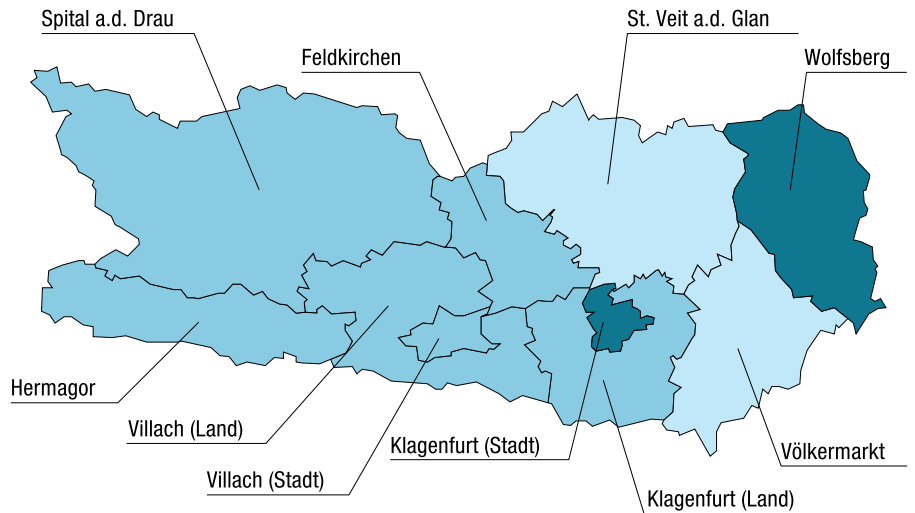 Spital a.d. Drau
St. Veit a.d. Glan
Feldkirchen
Wolfsberg
Hermagor
Villach (Land)
Klagenfurt (Stadt)
Völkermarkt
Villach (Stadt)
Klagenfurt (Land)